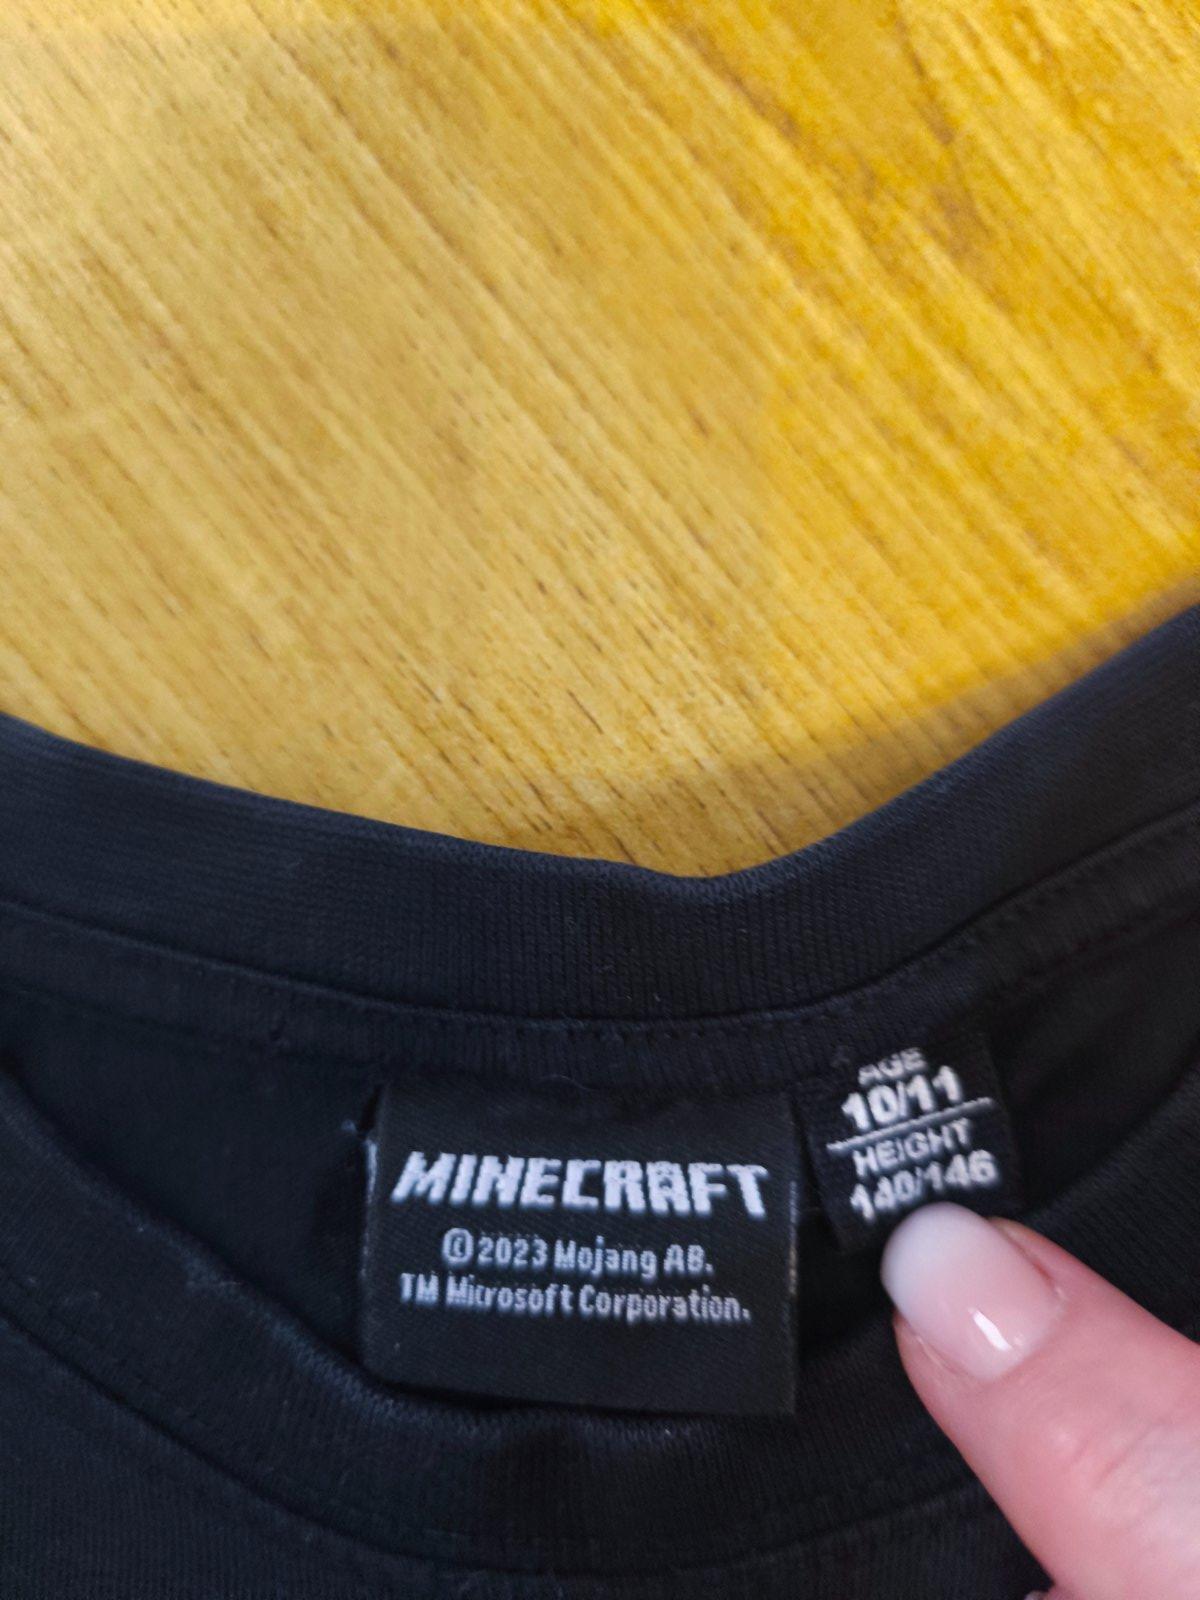 MINECRAFT
©2023 Mojang AB.
TM Microsoft Corporation.
AGE
10/11
HEIGHT
140/146